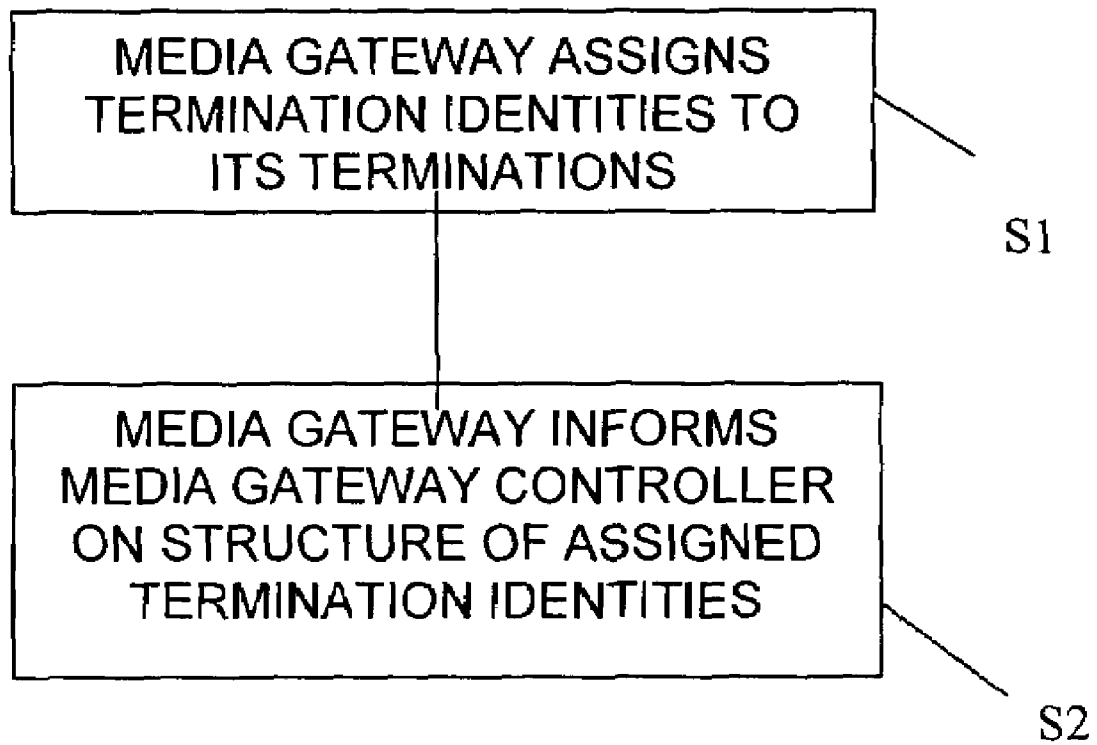 MEDIA GATEWAY ASSIGNS
TERMINATION IDENTITIES TO
ITS TERMINATIONS
S1
MEDIA GATEWAY INFORMS
MEDIA GATEWAY CONTROLLER
ON STRUCTURE OF ASSIGNED
TERMINATION IDENTITIES
S2